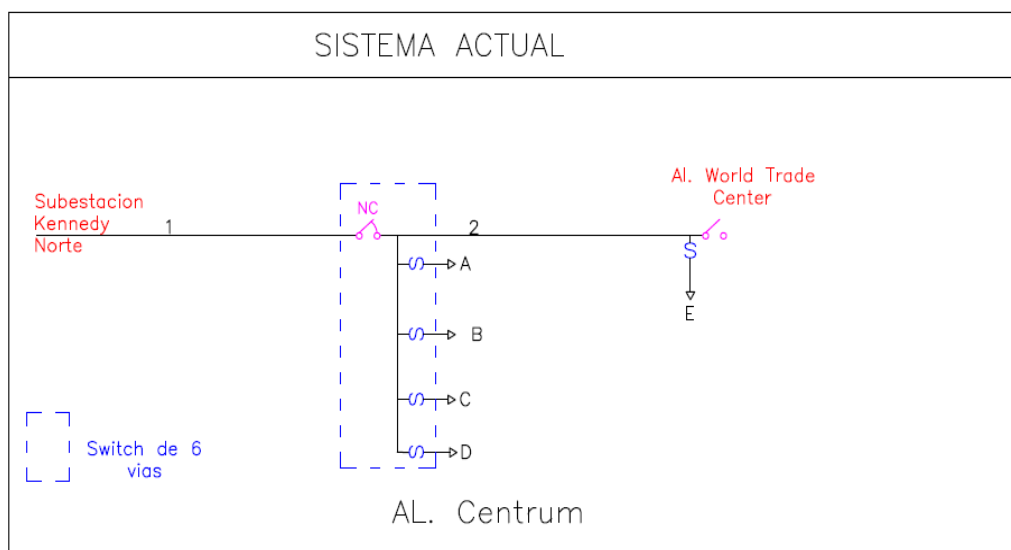 SISTEMA ACTUAL
Subestacion
Kennedy
Norte
1
NC
2
Al. World Trade
Center
S
A
S
B
S
C
S
D
S
E
Switch de 6
vias
AL. Centrum